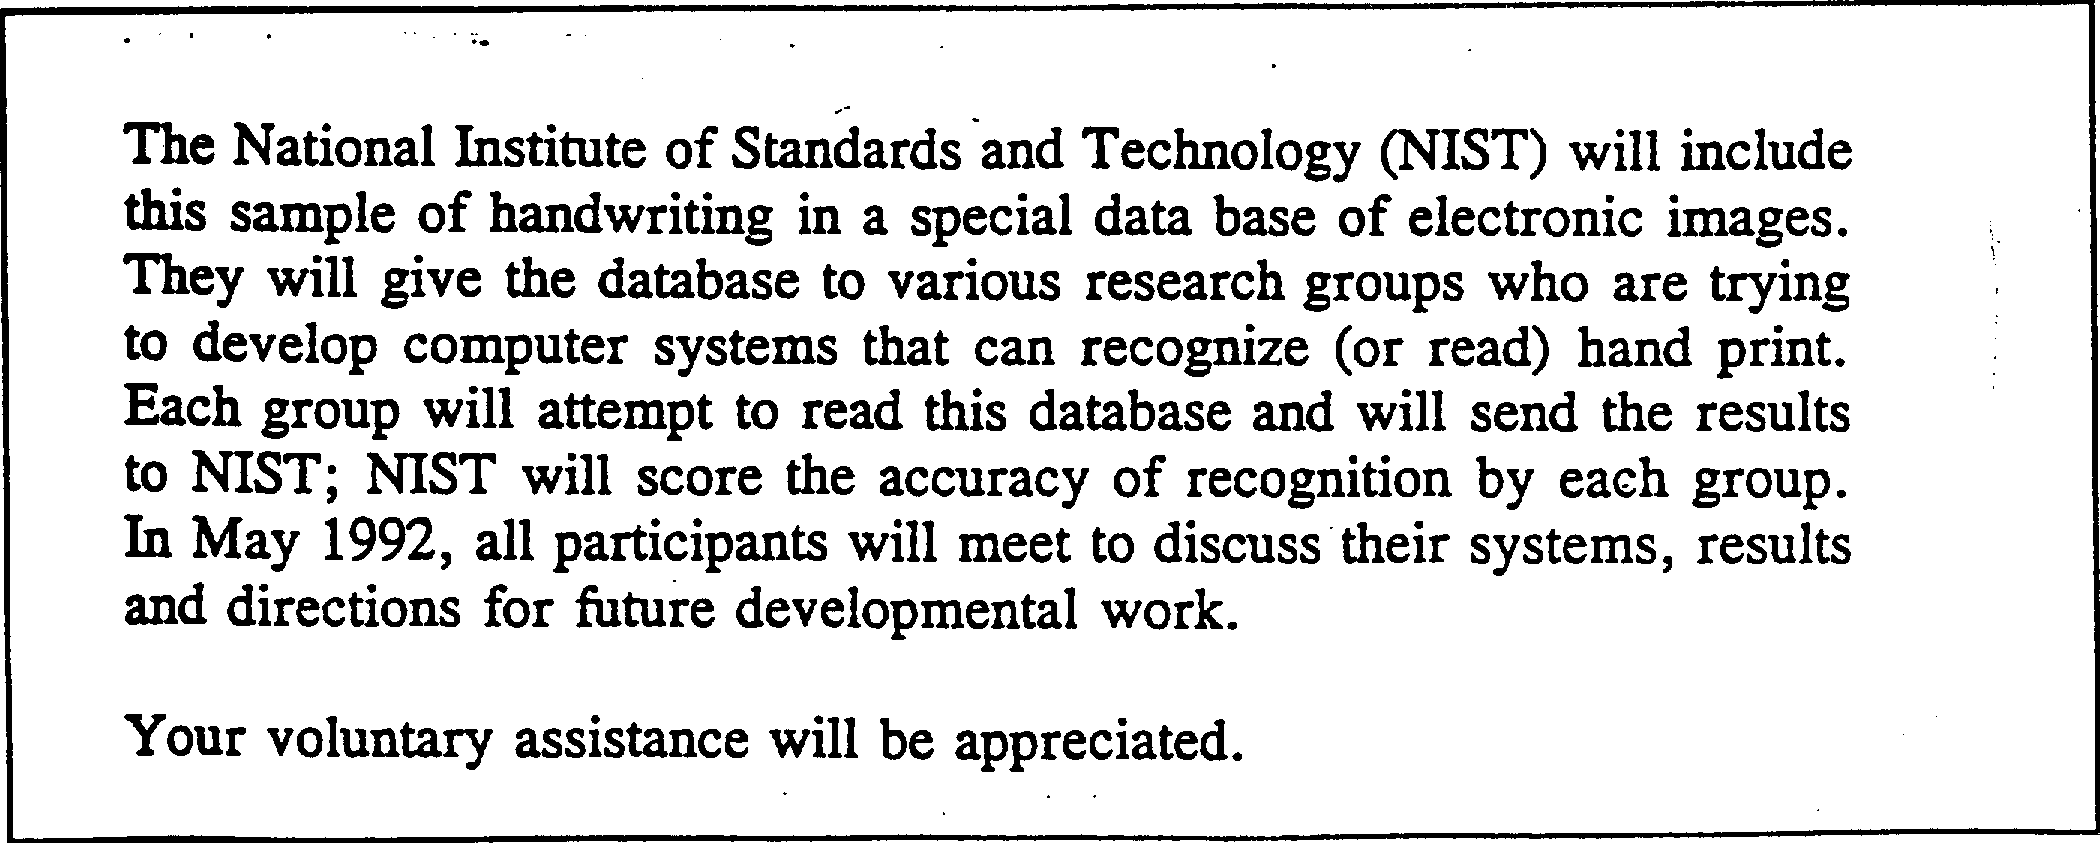 The National Institute of Standards and Technology (NIST) will include
this sample of handwriting in a special data base of electronic images.
They will give the database to various research groups who are trying
to develop computer systems that can recognize (or read) hand print.
Each group will attempt to read this database and will send the results
to NIST; NIST will score the accuracy of recognition by each group.
In May 1992, all participants will meet to discuss their systems, results
and directions for future developmental work.
Your voluntary assistance will be appreciated.